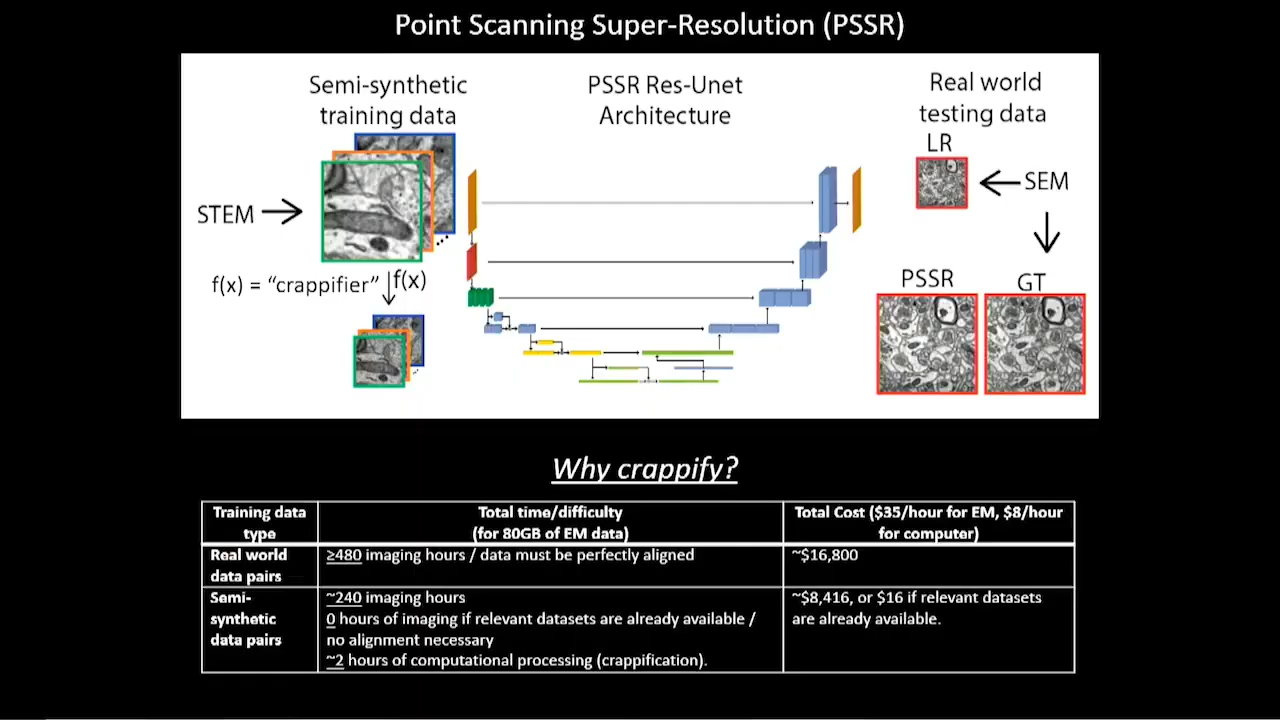 Point Scanning Super-Resolution (PSSR)
Semi-synthetic
training data
PSSR Res-Unet
Architecture
Real world
testing data
LR
SEM
STEM
f(x) = “crappifier”
f(x)
PSSR
GT
Why crappify?
Training data
type
Total time/difficulty
(for 80GB of EM data)
Total Cost ($35/hour for EM, $8/hour
for computer)
Real world
data pairs
≥480 imaging hours / data must be perfectly aligned
~$16,800
Semi-
synthetic
data pairs
~240 imaging hours
0 hours of imaging if relevant datasets are already available /
no alignment necessary
~2 hours of computational processing (crappification).
~$8,416, or $16 if relevant datasets
are already available.